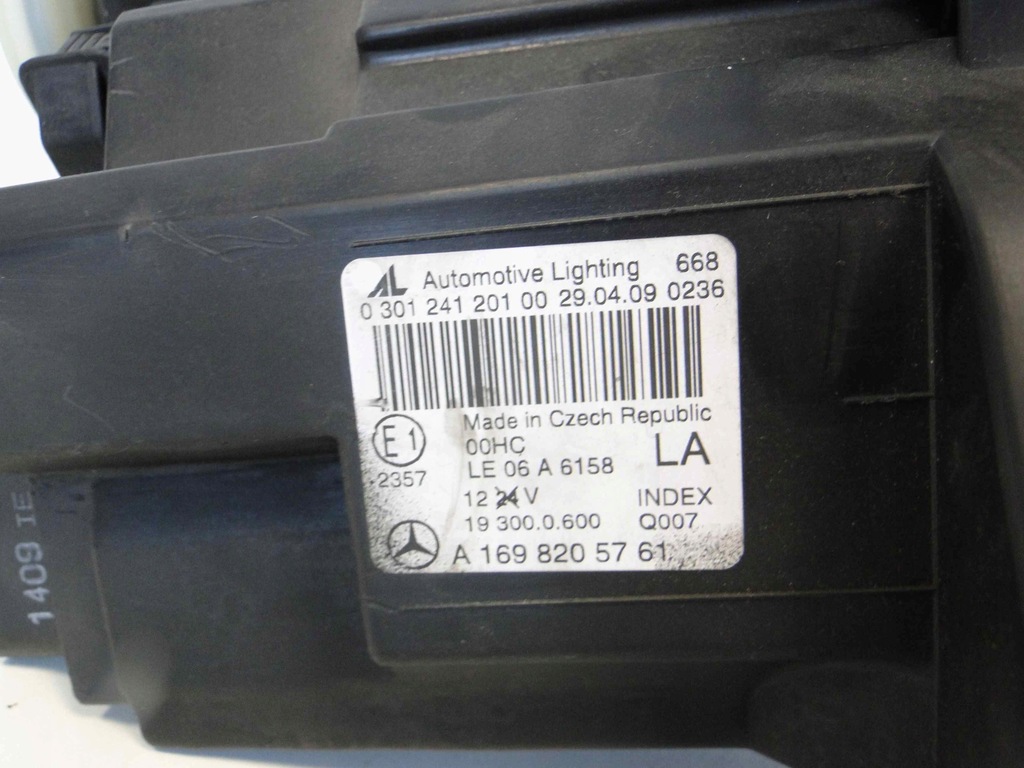 AL Automotive Lighting 668
0 301 241 201 00 29.04.09 0236
Made in Czech Republic
E1 00HC LA
2357 LE 06 A 6158
12 24 V INDEX
19 300.0.600 Q007
A 169 820 57 61
1409 IE